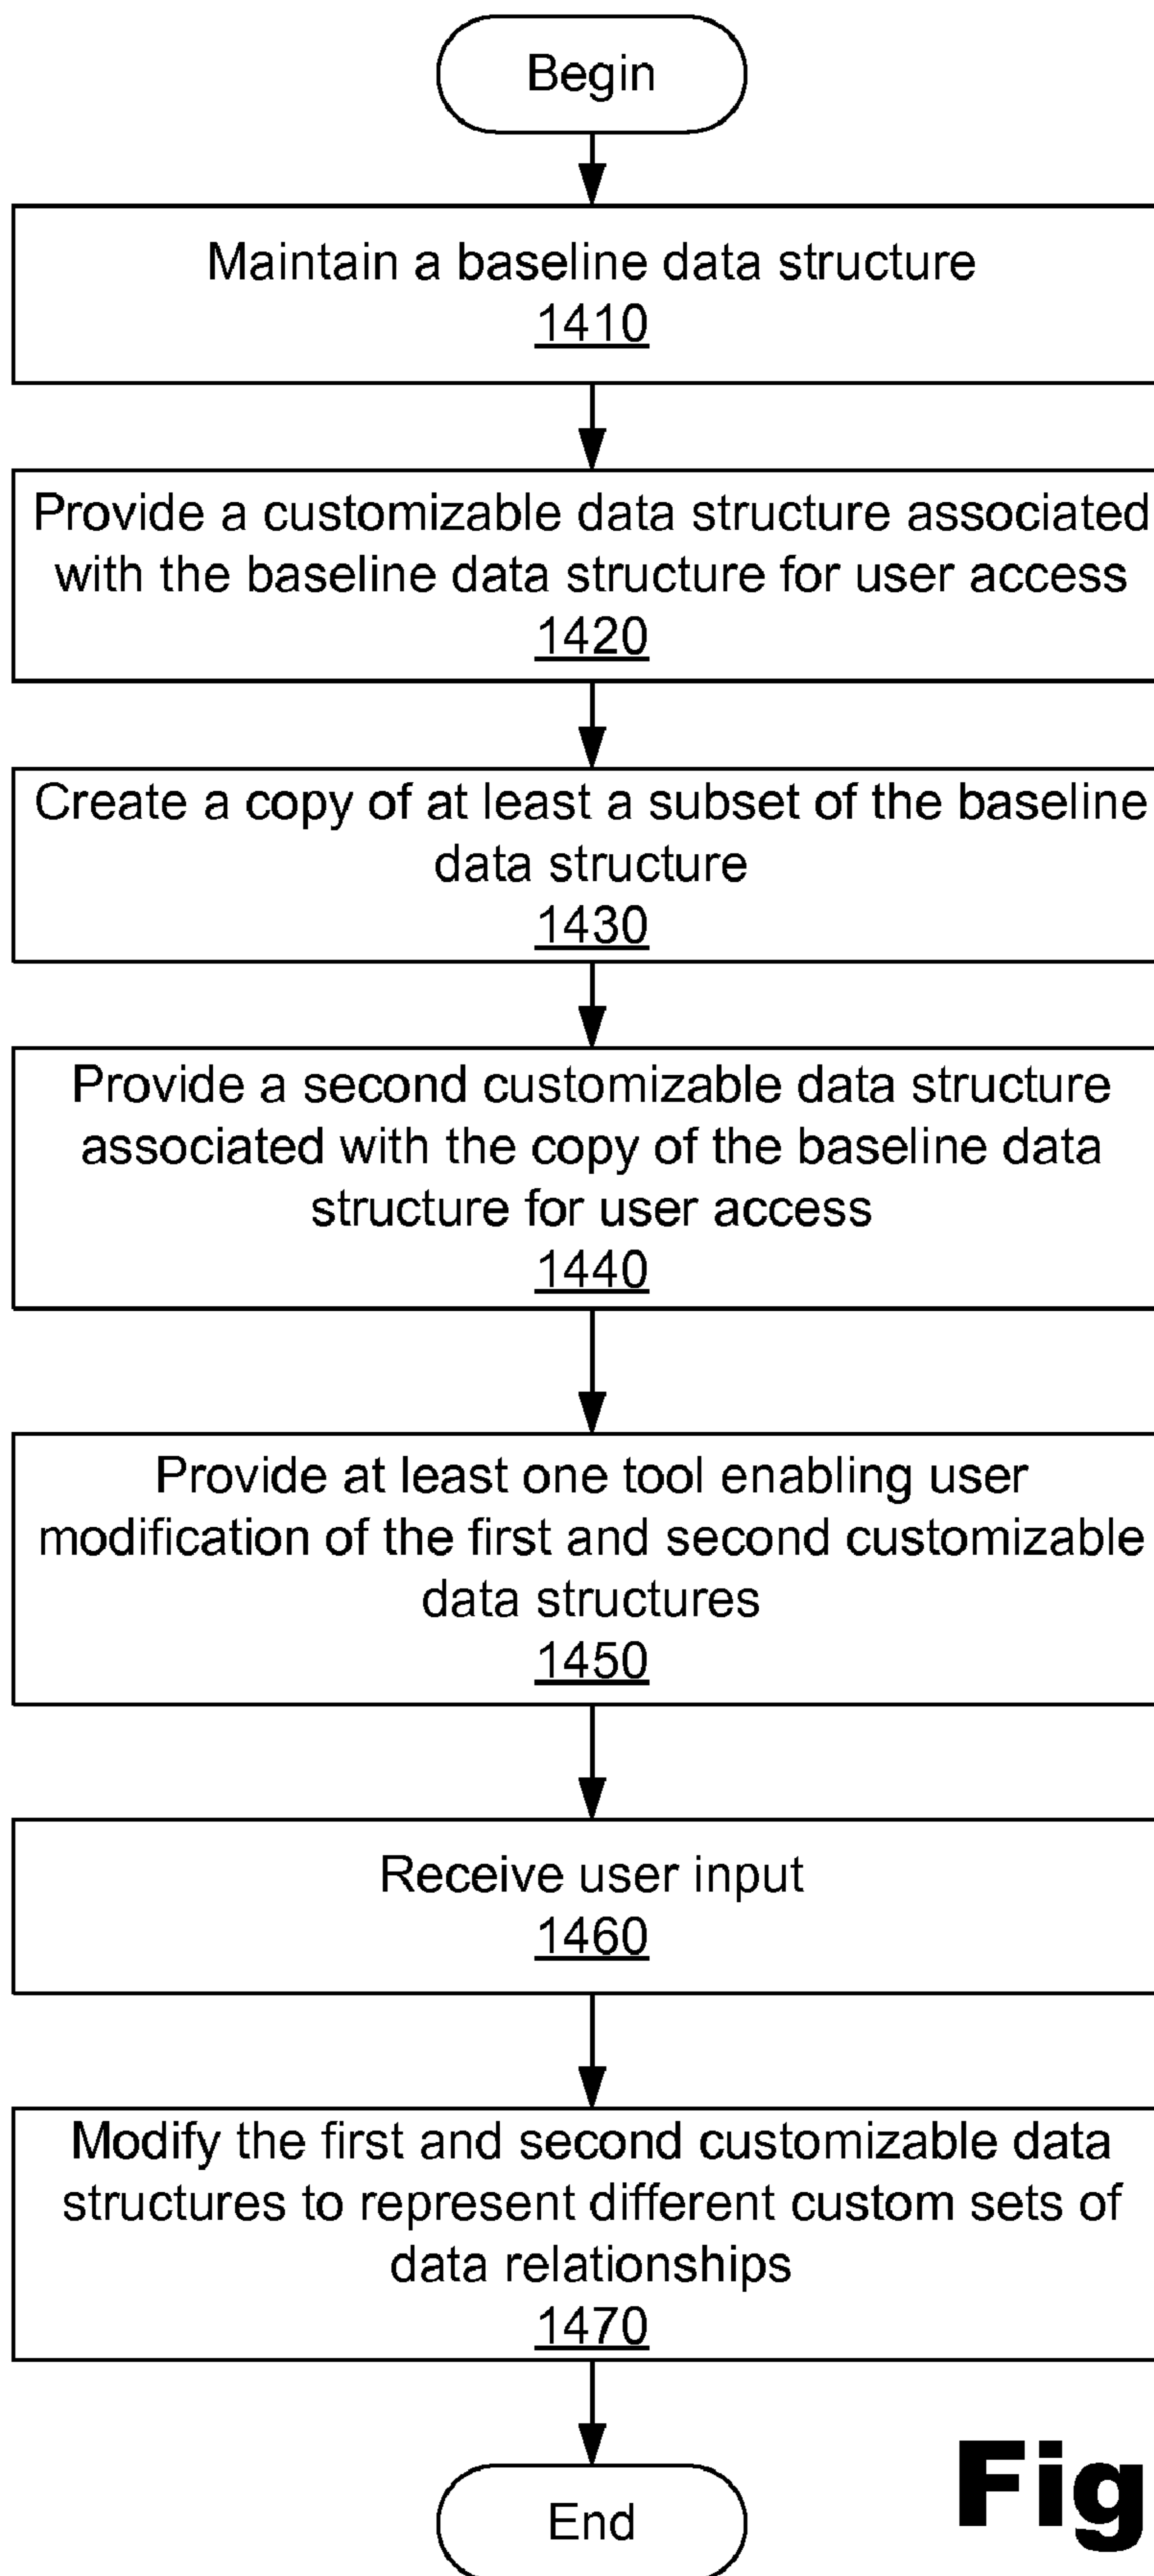 Begin
Maintain a baseline data structure
1410
Provide a customizable data structure associated
with the baseline data structure for user access
1420
Create a copy of at least a subset of the baseline
data structure
1430
Provide a second customizable data structure
associated with the copy of the baseline data
structure for user access
1440
Provide at least one tool enabling user
modification of the first and second customizable
data structures
1450
Receive user input
1460
Modify the first and second customizable data
structures to represent different custom sets of
data relationships
1470
End
Fig